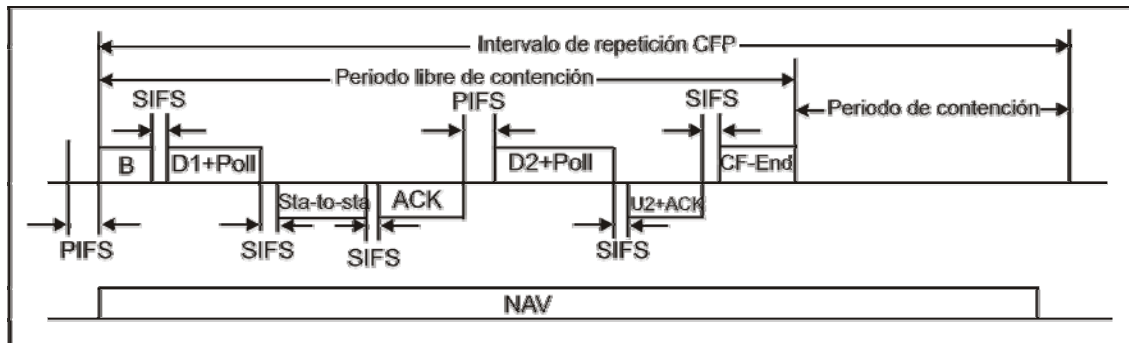 Intervalo de repetición CFP
Periodo libre de contención
SIFS
PIFS
SIFS
Periodo de contención
B
D1+Poll
D2+Poll
CF-End
Sta-to-sta
ACK
U2+ACK
PIFS
SIFS
SIFS
SIFS
NAV